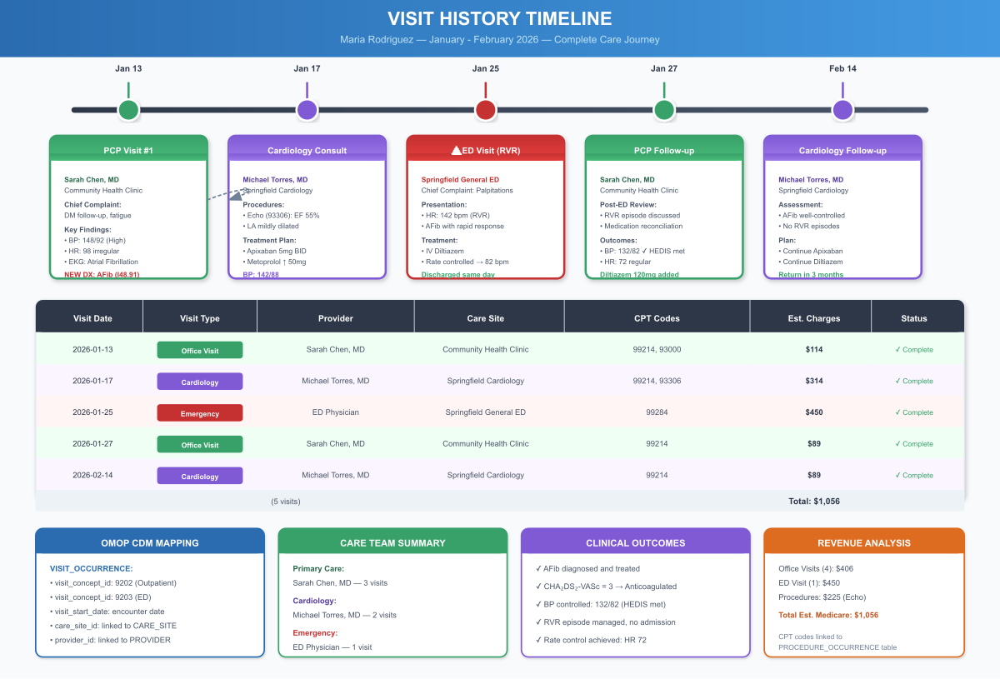 VISIT HISTORY TIMELINE
Maria Rodriguez — January - February 2026 — Complete Care Journey
Jan 13
Jan 17
Jan 25
Jan 27
Feb 14
PCP Visit #1
Sarah Chen, MD
Community Health Clinic
Chief Complaint:
DM follow-up, fatigue
Key Findings:
• BP: 148/92 (High)
• HR: 98 irregular
• EKG: Atrial Fibrillation
NEW DX: AFib (I48.91)
Cardiology Consult
Michael Torres, MD
Springfield Cardiology
Procedures:
• Echo (93306): EF 55%
• LA mildly dilated
Treatment Plan:
• Apixaban 5mg BID
• Metoprolol ↑ 50mg
BP: 142/88
ED Visit (RVR)
Springfield General ED
Chief Complaint: Palpitations
Presentation:
• HR: 142 bpm (RVR)
• AFib with rapid response
Treatment:
• IV Diltiazem
• Rate controlled → 82 bpm
Discharged same day
PCP Follow-up
Sarah Chen, MD
Community Health Clinic
Post-ED Review:
• RVR episode discussed
• Medication reconciliation
Outcomes:
• BP: 132/82 ✓ HEDIS met
• HR: 72 regular
Diltiazem 120mg added
Cardiology Follow-up
Michael Torres, MD
Springfield Cardiology
Assessment:
• AFib well-controlled
• No RVR episodes
Plan:
• Continue Apixaban
• Continue Diltiazem
Return in 3 months
Visit Date Visit Type Provider Care Site CPT Codes Est. Charges Status
2026-01-13 Office Visit Sarah Chen, MD Community Health Clinic 99214, 93000 $114 ✓ Complete
2026-01-17 Cardiology Michael Torres, MD Springfield Cardiology 99214, 93306 $314 ✓ Complete
2026-01-25 Emergency ED Physician Springfield General ED 99284 $450 ✓ Complete
2026-01-27 Office Visit Sarah Chen, MD Community Health Clinic 99214 $89 ✓ Complete
2026-02-14 Cardiology Michael Torres, MD Springfield Cardiology 99214 $89 ✓ Complete
(5 visits) Total: $1,056
OMOP CDM MAPPING
VISIT_OCCURRENCE:
• visit_concept_id: 9202 (Outpatient)
• visit_concept_id: 9203 (ED)
• visit_start_date: encounter date
• care_site_id: linked to CARE_SITE
• provider_id: linked to PROVIDER
CARE TEAM SUMMARY
Primary Care:
Sarah Chen, MD — 3 visits
Cardiology:
Michael Torres, MD — 2 visits
Emergency:
ED Physician — 1 visit
CLINICAL OUTCOMES
✓ AFib diagnosed and treated
✓ CHA₂DS₂-VASc = 3 → Anticoagulated
✓ BP controlled: 132/82 (HEDIS met)
✓ RVR episode managed, no admission
✓ Rate control achieved: HR 72
REVENUE ANALYSIS
Office Visits (4): $406
ED Visit (1): $450
Procedures: $225 (Echo)
Total Est. Medicare: $1,056
CPT codes linked to
PROCEDURE_OCCURRENCE table